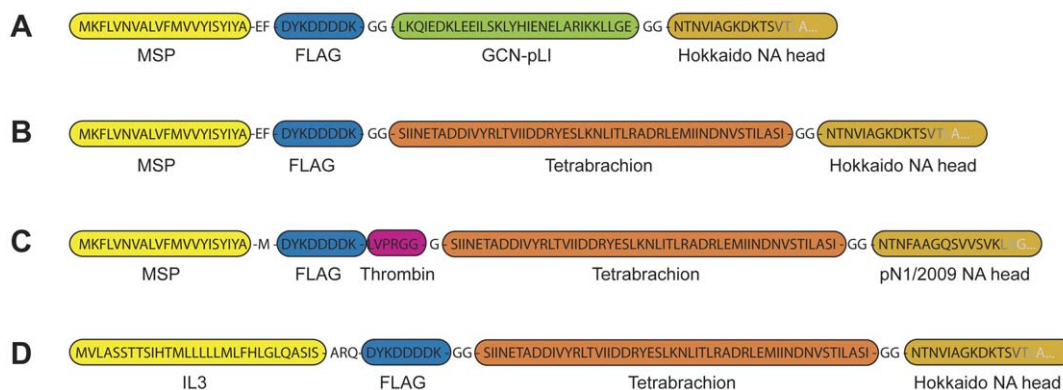 A MKFLVNVALVFMVVYISYIYA -EF- DYKDDDDK - GG - LKQIEDKLEEILSKLYHIENELARIKKLLGE - GG - NTNVIAGKDKTSVT A...
MSP FLAG GCN-pLI Hokkaido NA head
B MKFLVNVALVFMVVYISYIYA -EF- DYKDDDDK - GG - SIINETADDIVYRLTVIIDDRYESLKNLITLRADRLEMIINDNVSTILASI - GG - NTNVIAGKDKTSVT A...
MSP FLAG Tetrabrachion Hokkaido NA head
C MKFLVNVALVFMVVYISYIYA -M - DYKDDDDK LVPRGG - G - SIINETADDIVYRLTVIIDDRYESLKNLITLRADRLEMIINDNVSTILASI - GG - NTNFAAGQSVVSVKL G...
MSP FLAG Thrombin Tetrabrachion pN1/2009 NA head
D MVLASSTTSIHTMLLLLLMLFHLGLQASIS - ARQ - DYKDDDDK - GG - SIINETADDIVYRLTVIIDDRYESLKNLITLRADRLEMIINDNVSTILASI - GG - NTNVIAGKDKTSVT A...
IL3 FLAG Tetrabrachion Hokkaido NA head